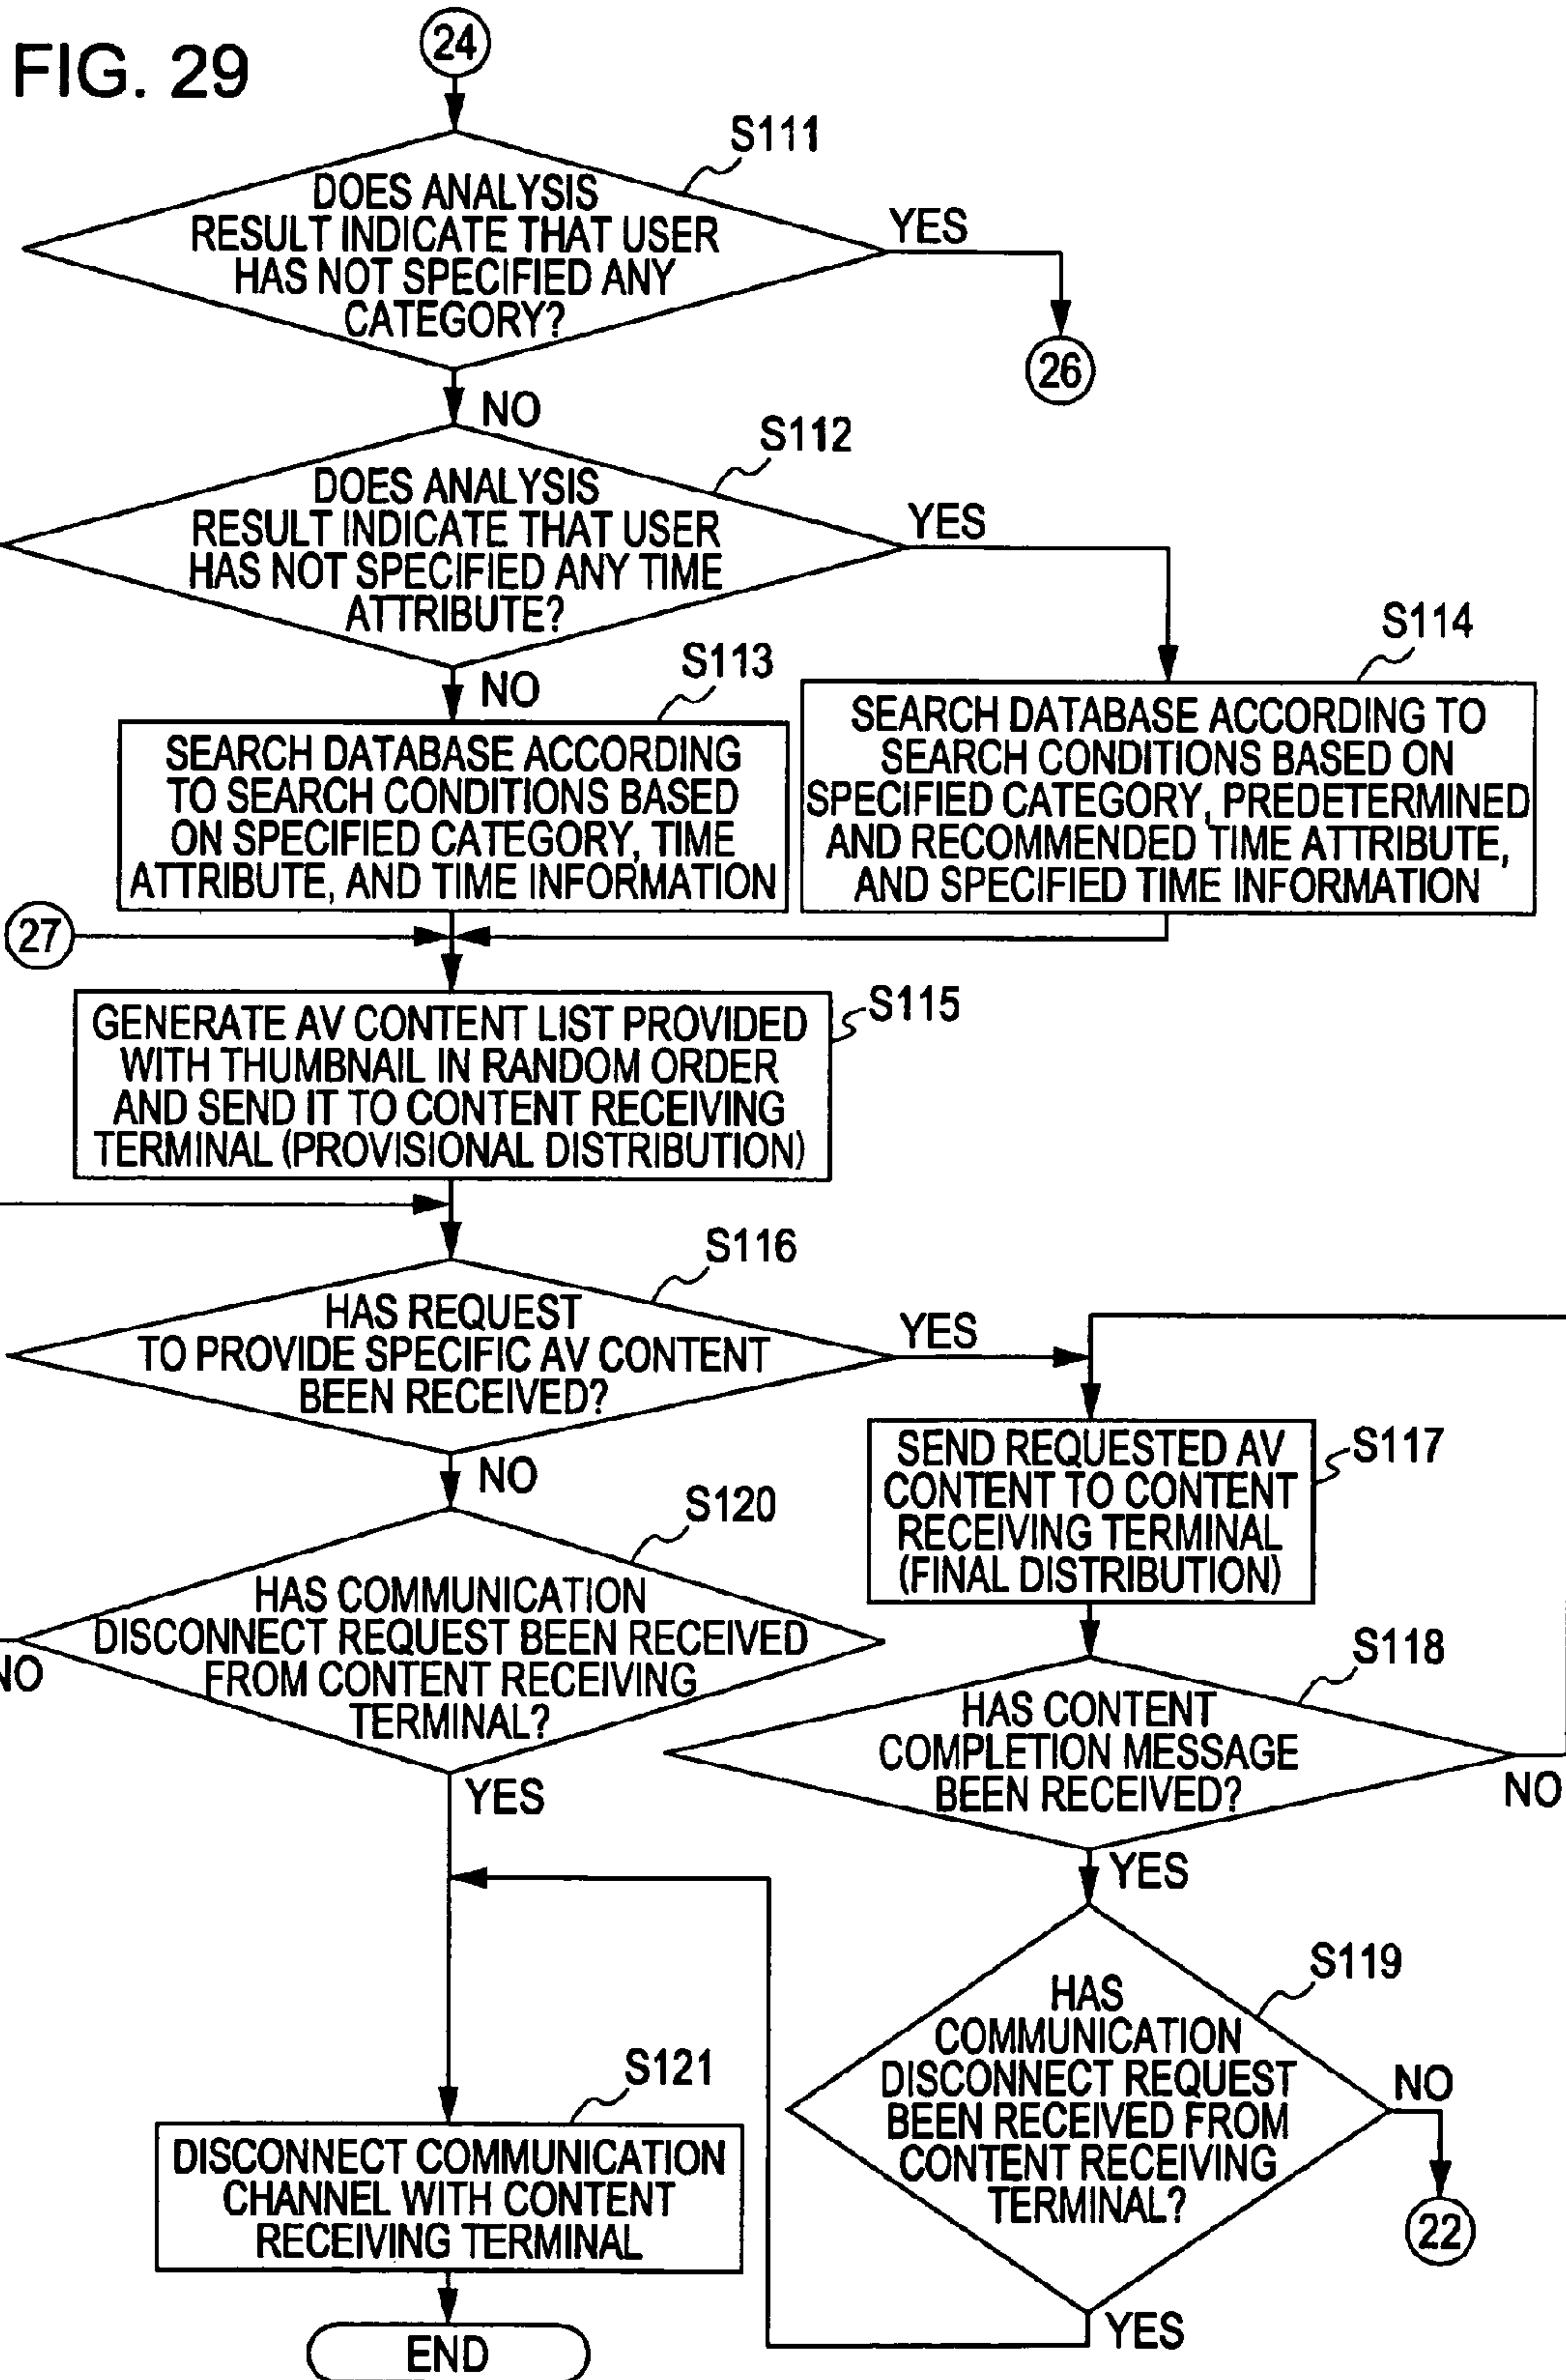 FIG. 29
24
S111
DOES ANALYSIS
RESULT INDICATE THAT USER
HAS NOT SPECIFIED ANY
CATEGORY?
YES
26
NO
S112
DOES ANALYSIS
RESULT INDICATE THAT USER
HAS NOT SPECIFIED ANY TIME
ATTRIBUTE?
YES
NO
S113
SEARCH DATABASE ACCORDING
TO SEARCH CONDITIONS BASED
ON SPECIFIED CATEGORY, TIME
ATTRIBUTE, AND TIME INFORMATION
S114
SEARCH DATABASE ACCORDING TO
SEARCH CONDITIONS BASED ON
SPECIFIED CATEGORY, PREDETERMINED
AND RECOMMENDED TIME ATTRIBUTE,
AND SPECIFIED TIME INFORMATION
27
S115
GENERATE AV CONTENT LIST PROVIDED
WITH THUMBNAIL IN RANDOM ORDER
AND SEND IT TO CONTENT RECEIVING
TERMINAL (PROVISIONAL DISTRIBUTION)
S116
HAS REQUEST
TO PROVIDE SPECIFIC AV CONTENT
BEEN RECEIVED?
YES
NO
S117
SEND REQUESTED AV
CONTENT TO CONTENT
RECEIVING TERMINAL
(FINAL DISTRIBUTION)
S120
HAS COMMUNICATION
DISCONNECT REQUEST BEEN RECEIVED
FROM CONTENT RECEIVING
TERMINAL?
NO
YES
S118
HAS CONTENT
COMPLETION MESSAGE
BEEN RECEIVED?
NO
YES
S119
HAS
COMMUNICATION
DISCONNECT REQUEST
BEEN RECEIVED FROM
CONTENT RECEIVING
TERMINAL?
NO
22
YES
S121
DISCONNECT COMMUNICATION
CHANNEL WITH CONTENT
RECEIVING TERMINAL
END